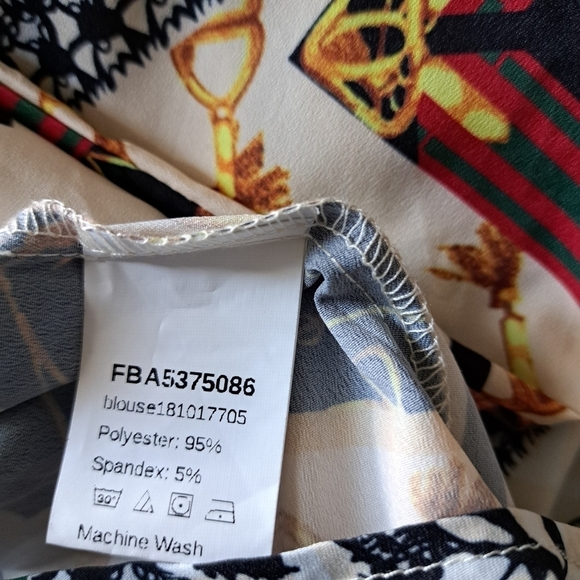 FBA5375086
blouse181017705
Polyester: 95%
Spandex: 5%
30°
Machine Wash